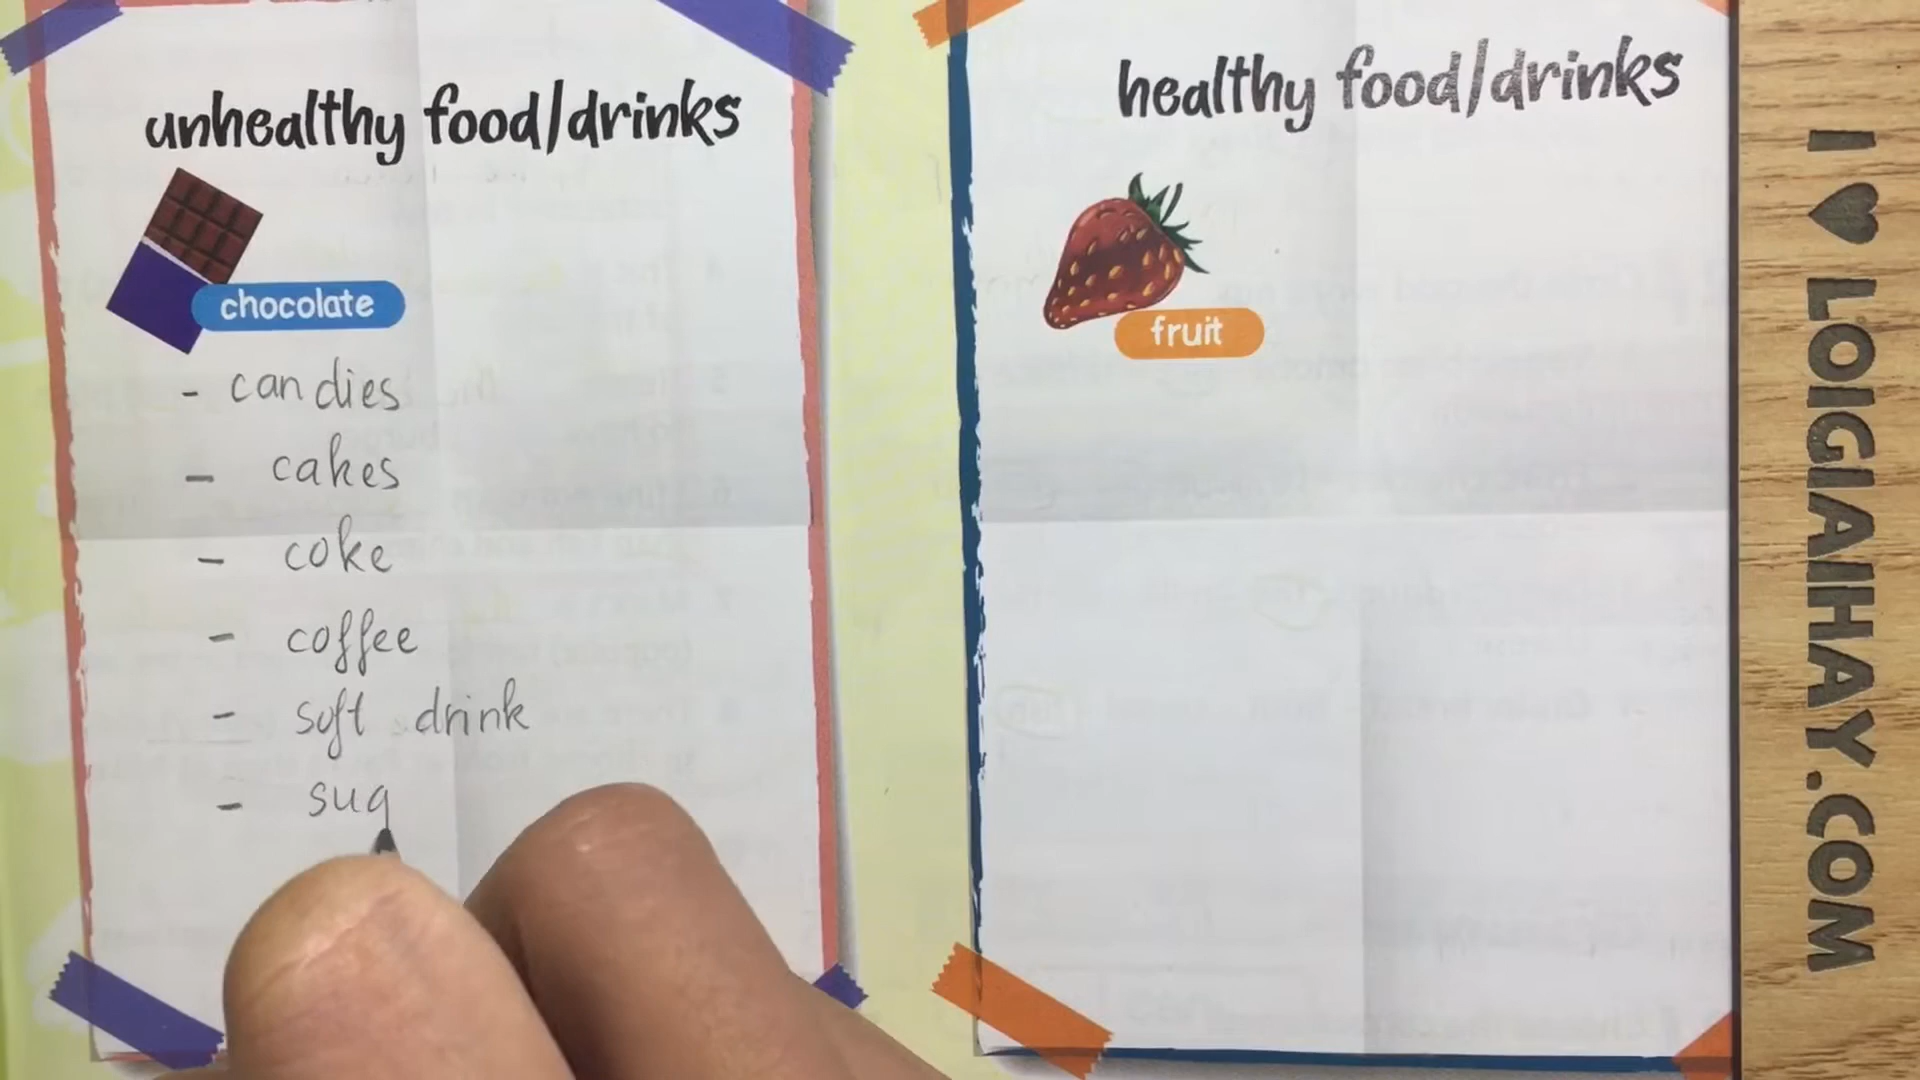 unhealthy food/drinks
chocolate
- candies
- cakes
- coke
- coffee
- soft drink
- sug
healthy food/drinks
fruit
I ♥ LOIGIAIHAY.COM